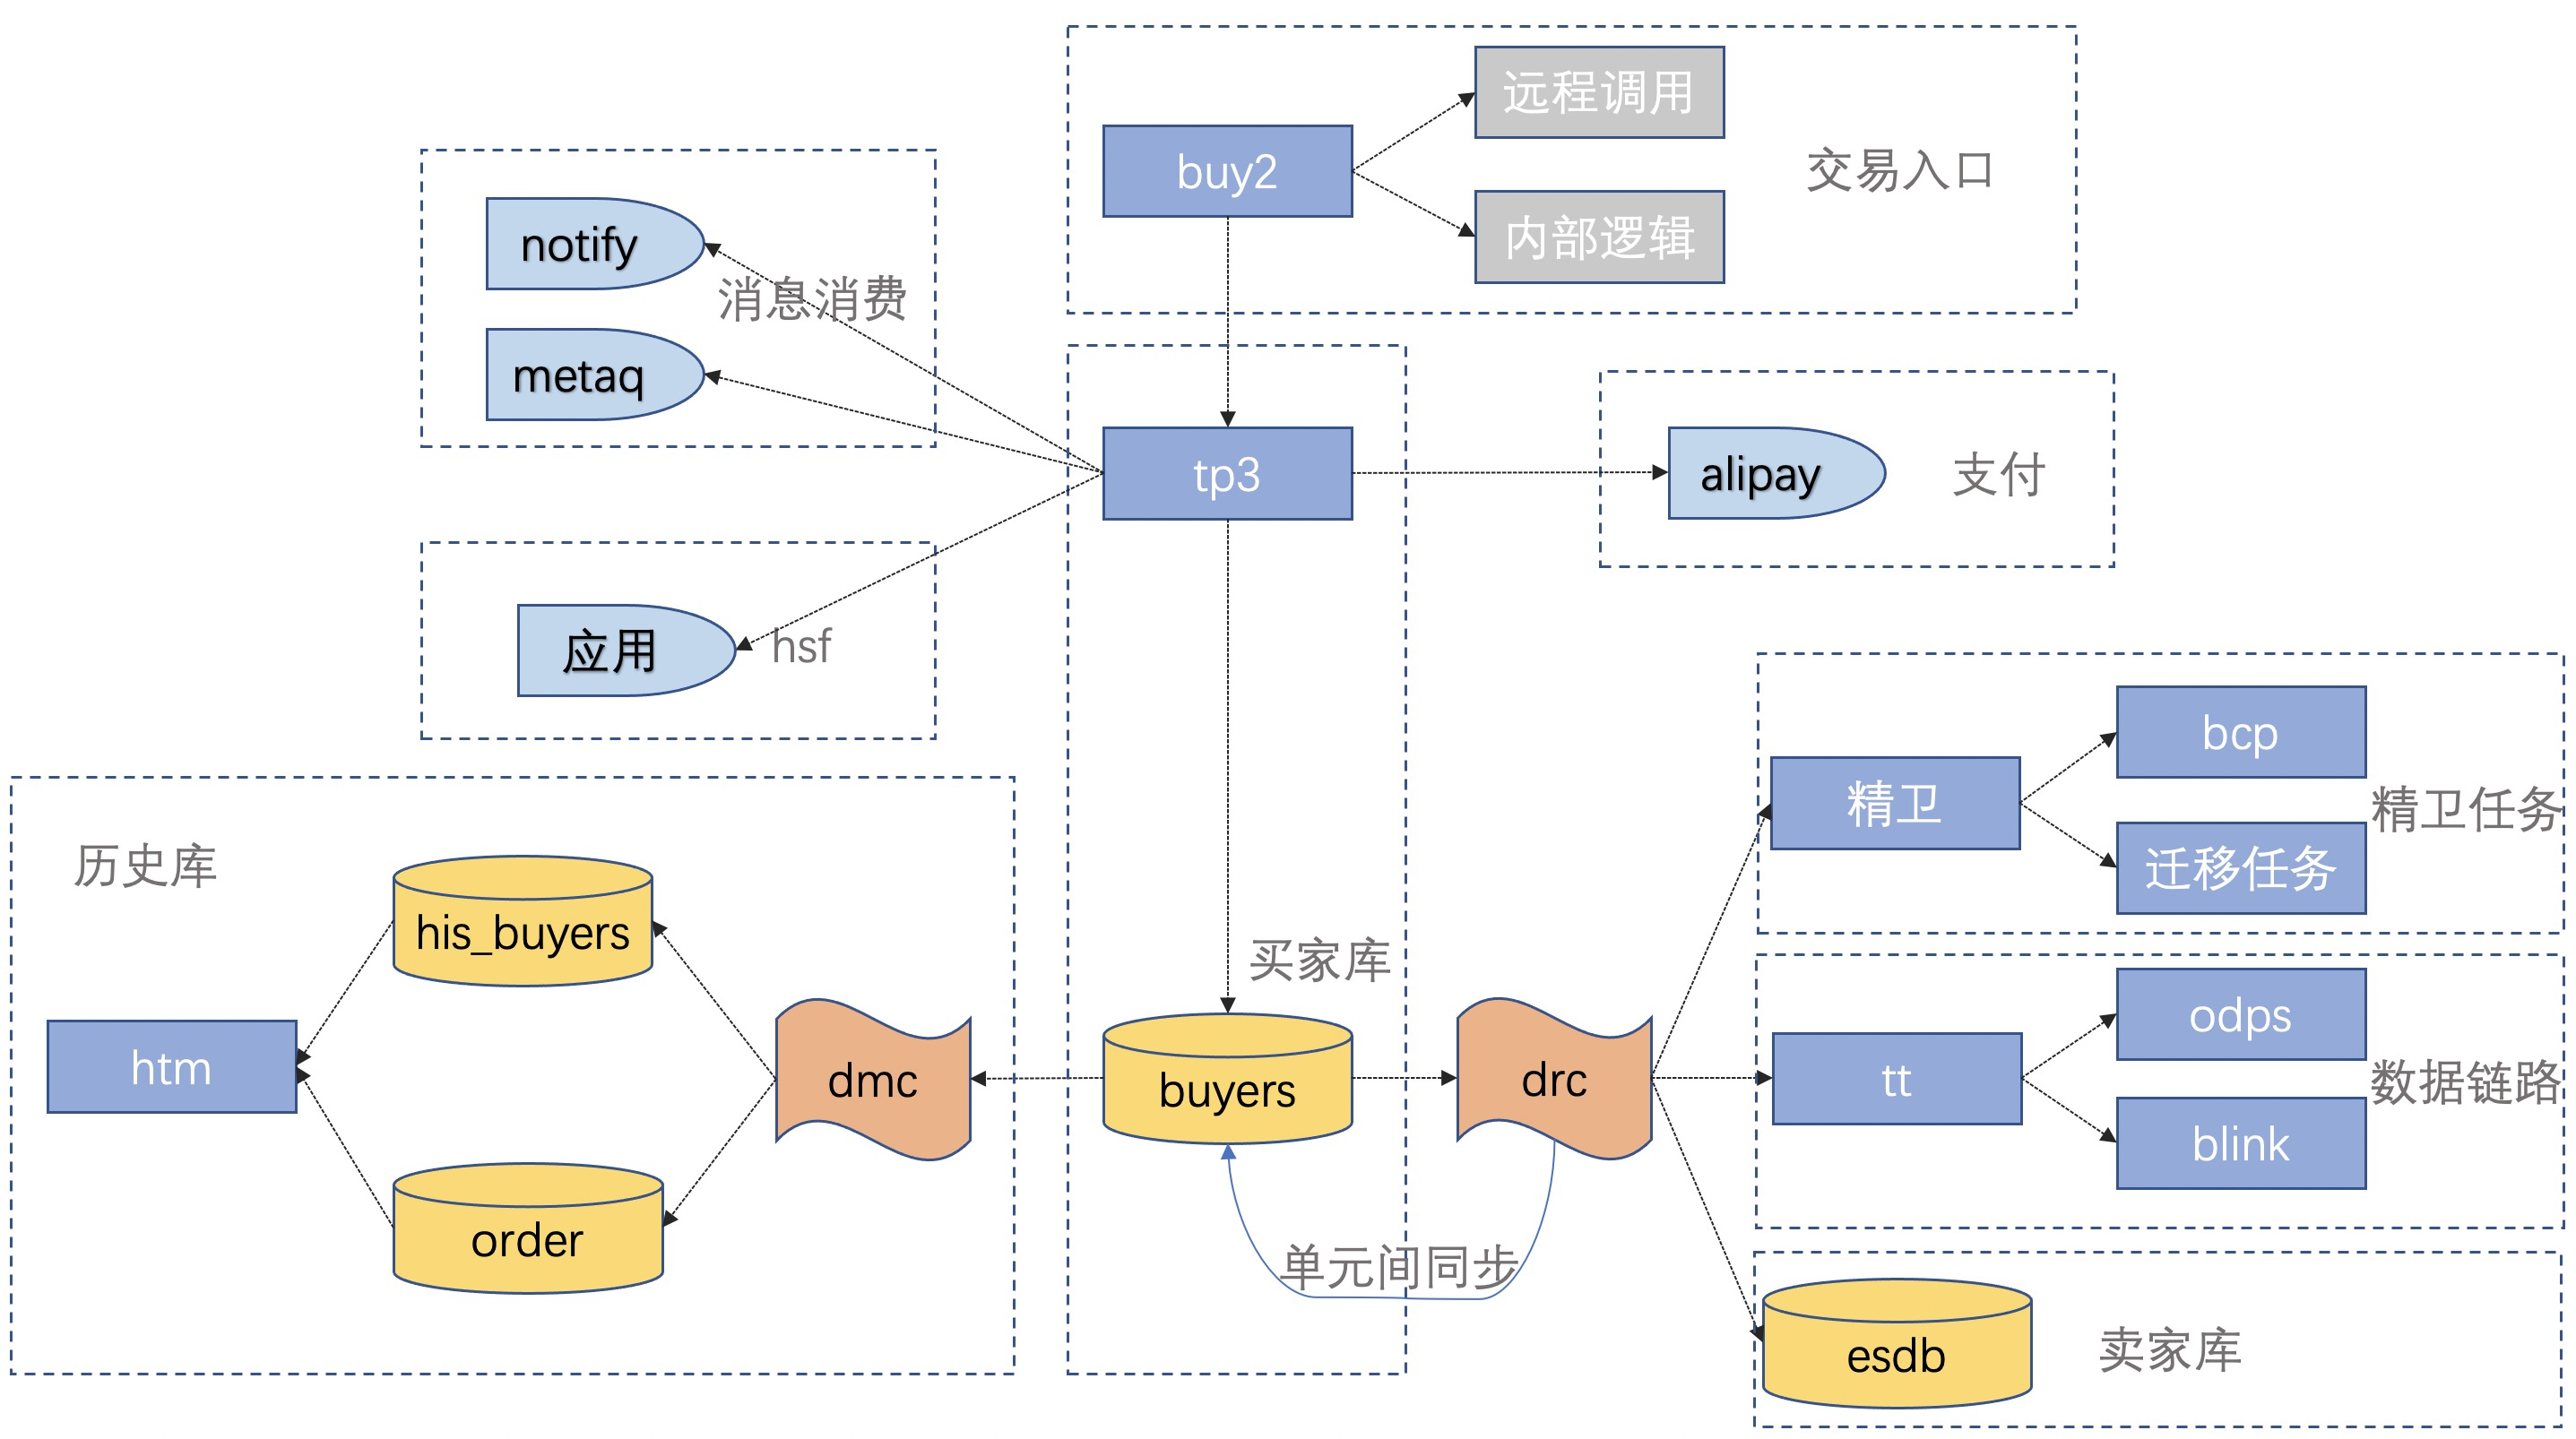 远程调用
buy2
交易入口
内部逻辑
notify
消息消费
metaq
tp3
alipay
支付
应用
hsf
bcp
精卫
精卫任务
迁移任务
历史库
his_buyers
买家库
htm
dmc
buyers
drc
odps
tt
数据链路
blink
order
单元间同步
esdb
卖家库